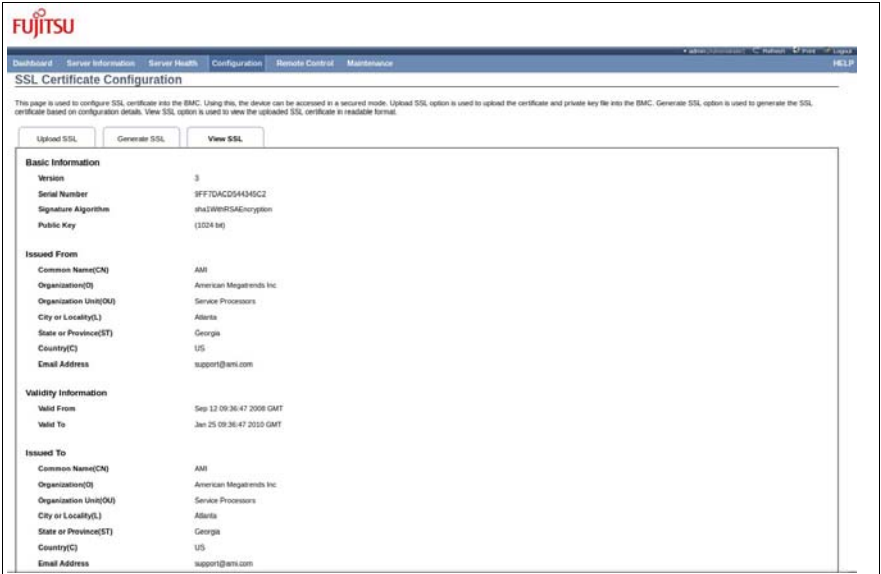 FUJITSU
• admin (Administrator) Refresh Print Logout
Dashboard Server Information Server Health Configuration Remote Control Maintenance HELP
SSL Certificate Configuration
This page is used to configure SSL certificate into the BMC. Using this, the device can be accessed in a secured mode. Upload SSL option is used to upload the certificate and private key file into the BMC. Generate SSL option is used to generate the SSL
certificate based on configuration details. View SSL option is used to view the uploaded SSL certificate in readable format.
Upload SSL Generate SSL View SSL
Basic Information
Version 3
Serial Number 9FF7DACD544345C2
Signature Algorithm sha1WithRSAEncryption
Public Key (1024 bit)
Issued From
Common Name(CN) AMI
Organization(O) American Megatrends Inc
Organization Unit(OU) Service Processors
City or Locality(L) Atlanta
State or Province(ST) Georgia
Country(C) US
Email Address support@ami.com
Validity Information
Valid From Sep 12 09:36:47 2008 GMT
Valid To Jan 25 09:36:47 2010 GMT
Issued To
Common Name(CN) AMI
Organization(O) American Megatrends Inc
Organization Unit(OU) Service Processors
City or Locality(L) Atlanta
State or Province(ST) Georgia
Country(C) US
Email Address support@ami.com